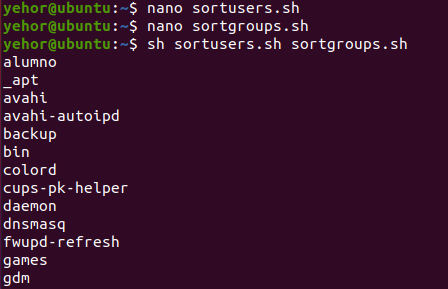 yehor@ubuntu:~$ nano sortusers.sh
yehor@ubuntu:~$ nano sortgroups.sh
yehor@ubuntu:~$ sh sortusers.sh sortgroups.sh
alumno
_apt
avahi
avahi-autoipd
backup
bin
colord
cups-pk-helper
daemon
dnsmasq
fwupd-refresh
games
gdm